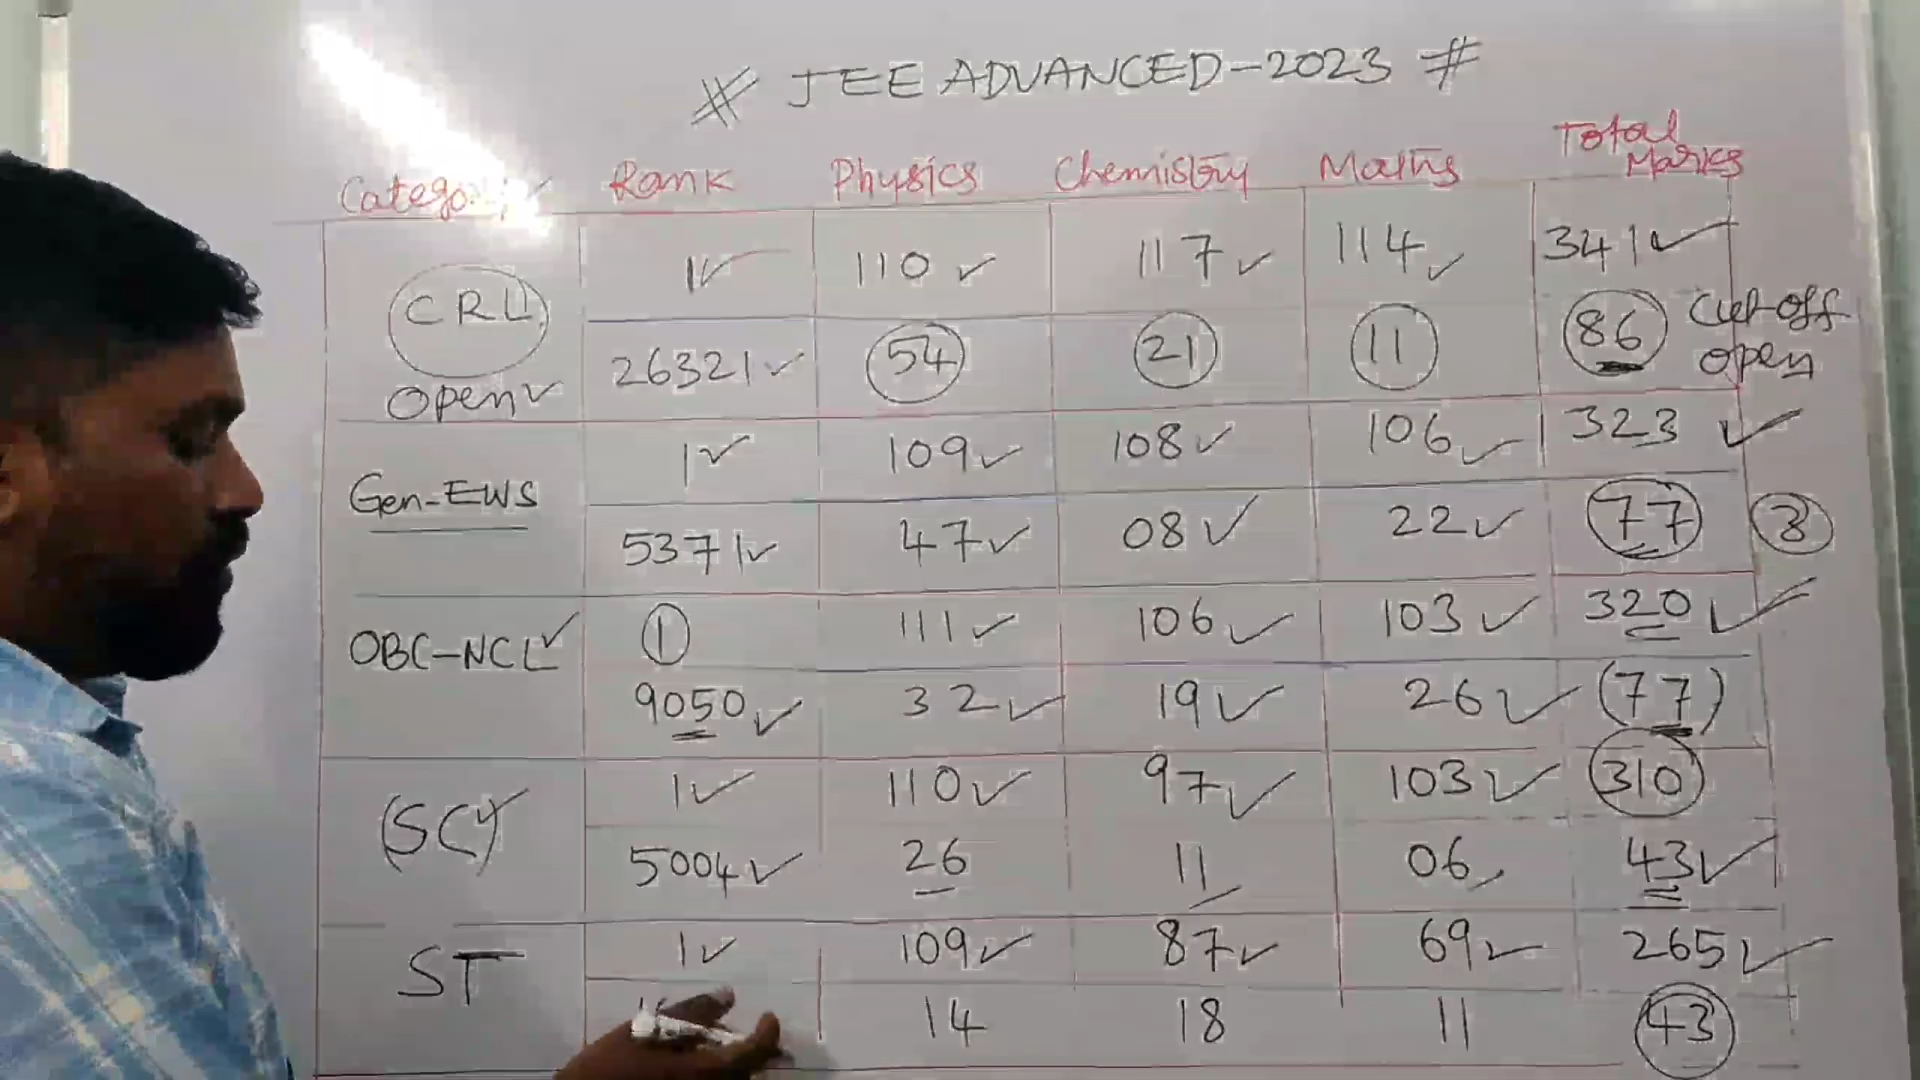 # JEE ADVANCED-2023 #
Rank Physics Chemistry Maths Total Marks
CRL 1 110 117 114 341
Open 26321 54 21 11 86 Cut-off open
Gen-EWS 1 109 108 106 323
5371 47 08 22 77
OBC-NCL 1 111 106 103 320
9050 32 19 26 (77)
(SC) 1 110 97 103 310
5004 26 11 06 43
ST 1 109 87 69 265
14 18 11 43